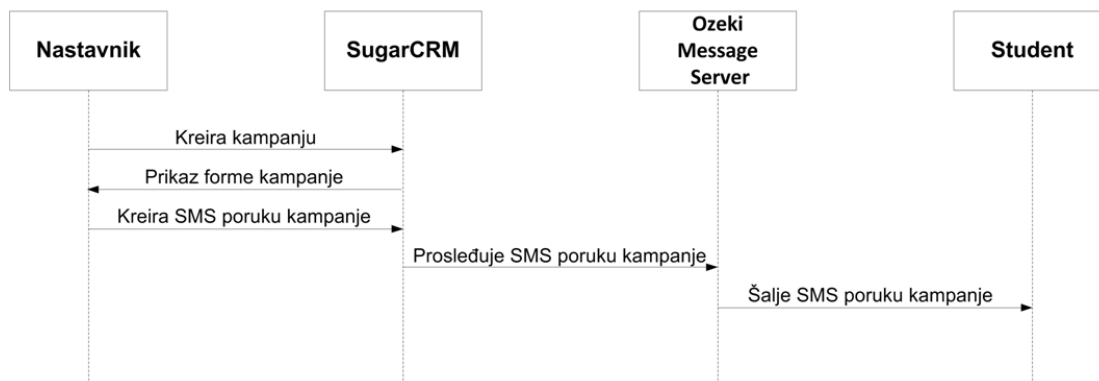 Nastavnik
SugarCRM
Ozeki
Message
Server
Student
Kreira kampanju
Prikaz forme kampanje
Kreira SMS poruku kampanje
Prosleđuje SMS poruku kampanje
Šalje SMS poruku kampanje